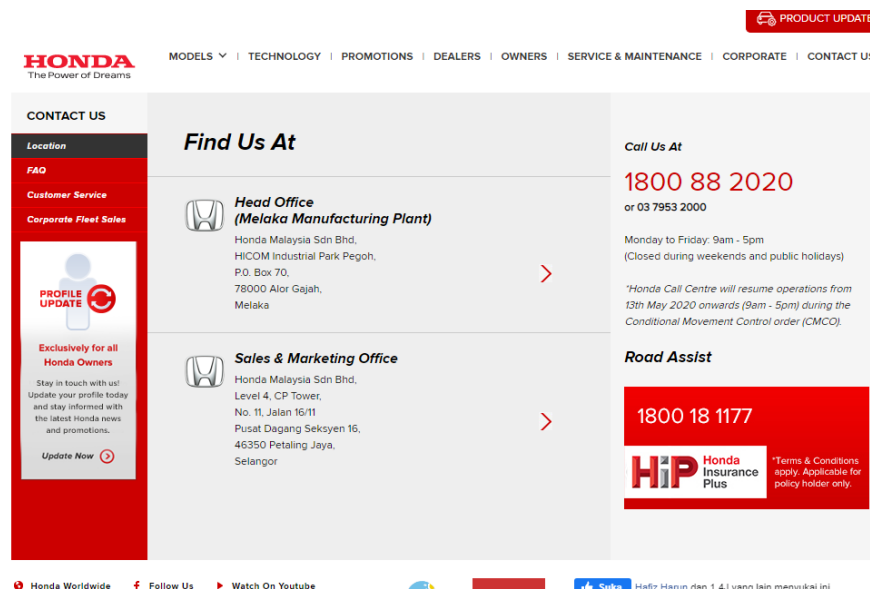 PRODUCT UPDATE
HONDA
The Power of Dreams
MODELS | TECHNOLOGY | PROMOTIONS | DEALERS | OWNERS | SERVICE & MAINTENANCE | CORPORATE | CONTACT US
CONTACT US
Location
FAQ
Customer Service
Corporate Fleet Sales
PROFILE
UPDATE
Exclusively for all
Honda Owners
Stay in touch with us!
Update your profile today
and stay informed with
the latest Honda news
and promotions.
Update Now
Find Us At
Head Office
(Melaka Manufacturing Plant)
Honda Malaysia Sdn Bhd,
HICOM Industrial Park Pegoh,
P.O. Box 70,
78000 Alor Gajah,
Melaka
Sales & Marketing Office
Honda Malaysia Sdn Bhd,
Level 4, CP Tower,
No. 11, Jalan 16/11
Pusat Dagang Seksyen 16,
46350 Petaling Jaya,
Selangor
Call Us At
1800 88 2020
or 03 7953 2000
Monday to Friday: 9am - 5pm
(Closed during weekends and public holidays)
*Honda Call Centre will resume operations from
13th May 2020 onwards (9am - 5pm) during the
Conditional Movement Control order (CMCO).
Road Assist
1800 18 1177
HiP
Honda
Insurance
Plus
*Terms & Conditions
apply. Applicable for
policy holder only.
Honda Worldwide
Follow Us
Watch On Youtube
Suka
Hafiz Harun dan 1.4J yang lain menyukai ini